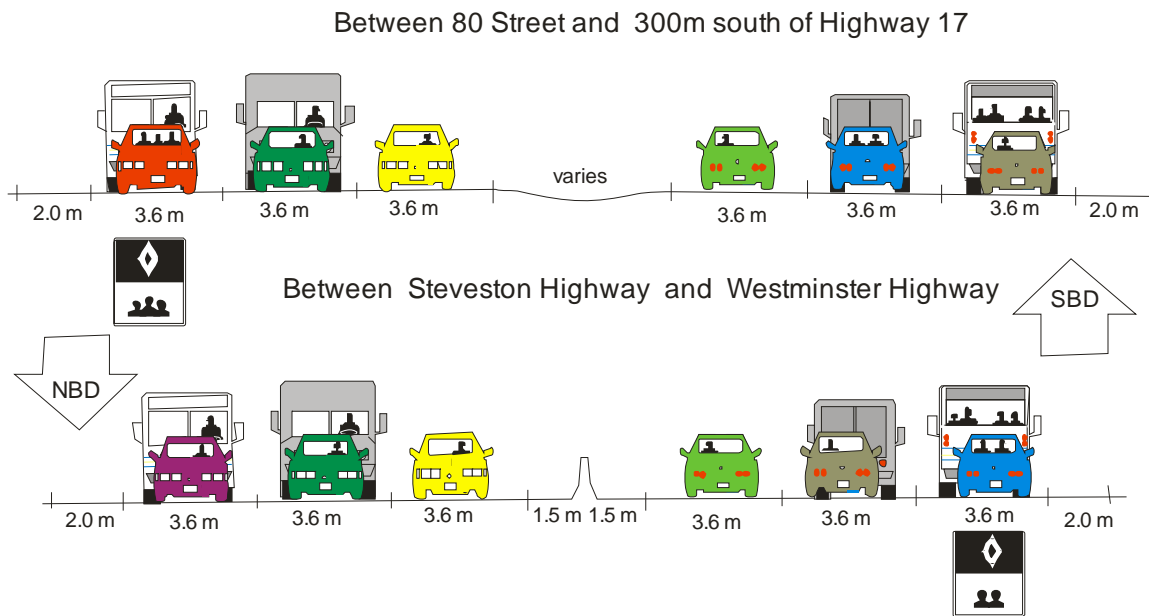 Between 80 Street and 300m south of Highway 17
varies
2.0 m 3.6 m 3.6 m 3.6 m 3.6 m 3.6 m 3.6 m 2.0 m
Between Steveston Highway and Westminster Highway
SBD
NBD
2.0 m 3.6 m 3.6 m 3.6 m 1.5 m 1.5 m 3.6 m 3.6 m 3.6 m 2.0 m